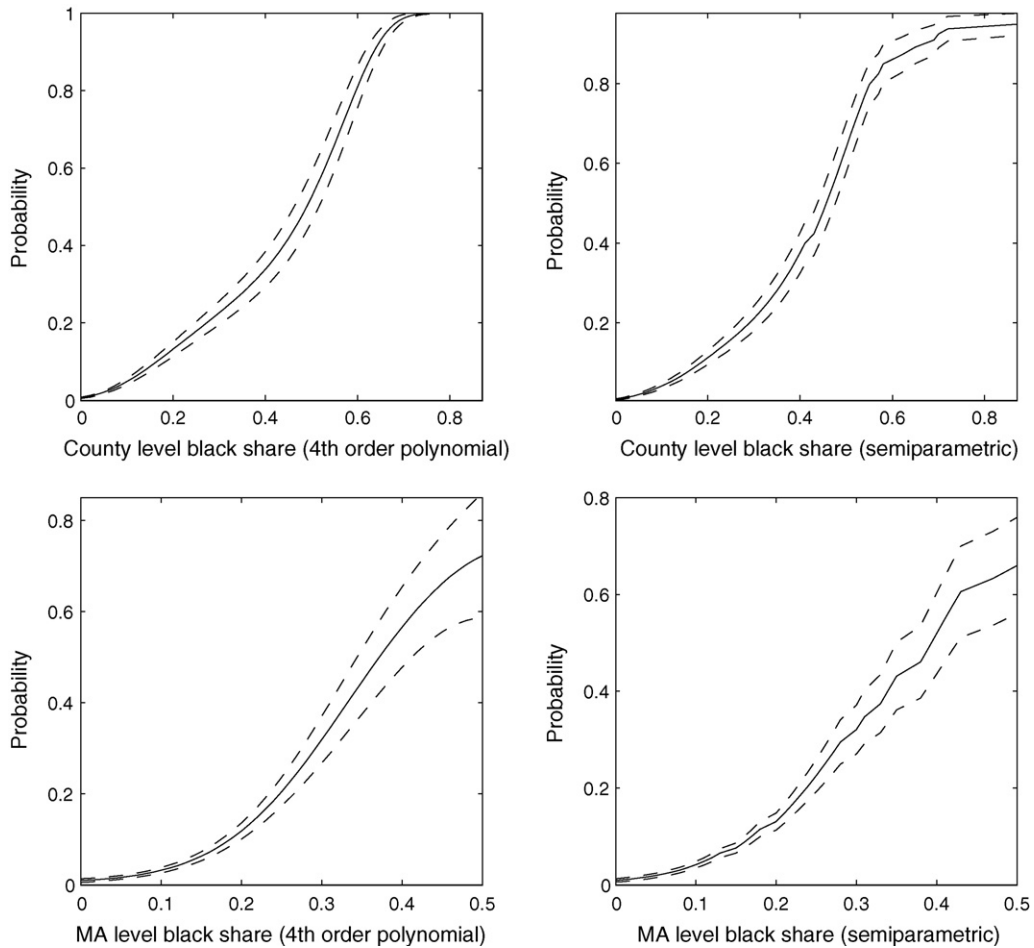 1
0.8
0.6
0.4
0.2
0
Probability
0 0.2 0.4 0.6 0.8
County level black share (4th order polynomial)
0.8
0.6
0.4
0.2
Probability
0 0.2 0.4 0.6 0.8
County level black share (semiparametric)
0.8
0.6
0.4
0.2
0
Probability
0 0.1 0.2 0.3 0.4 0.5
MA level black share (4th order polynomial)
0.8
0.6
0.4
0.2
0
Probability
0 0.1 0.2 0.3 0.4 0.5
MA level black share (semiparametric)